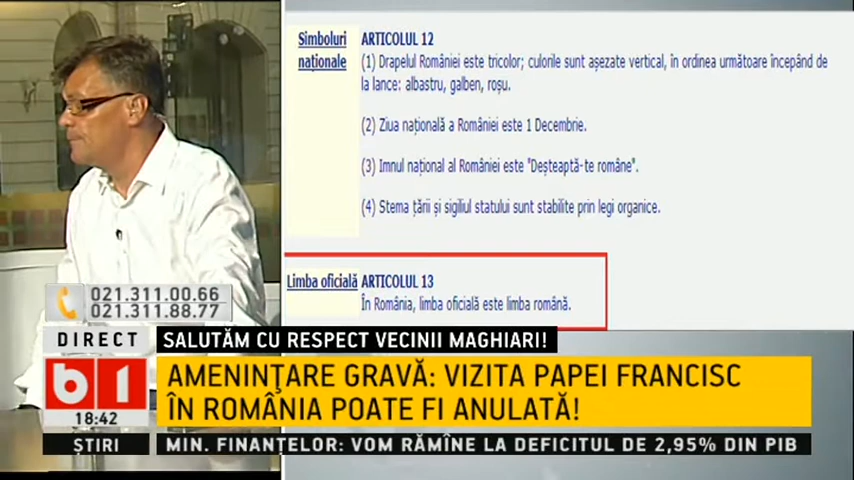 Simboluri
naționale
ARTICOLUL 12
(1) Drapelul României este tricolor; culorile sunt așezate vertical, în ordinea următoare începând de
la lance: albastru, galben, roșu.
(2) Ziua națională a României este 1 Decembrie.
(3) Imnul național al României este "Deșteaptă-te române".
(4) Stema țării și sigiliul statului sunt stabilite prin legi organice.
Limba oficială
ARTICOLUL 13
În România, limba oficială este limba română.
021.311.00.66
021.311.88.77
DIRECT
SALUTĂM CU RESPECT VECINII MAGHIARI!
b1
AMENINŢARE GRAVĂ: VIZITA PAPEI FRANCISC
ÎN ROMÂNIA POATE FI ANULATĂ!
18:42
ȘTIRI
MIN. FINANȚELOR: VOM RĂMÎNE LA DEFICITUL DE 2,95% DIN PIB